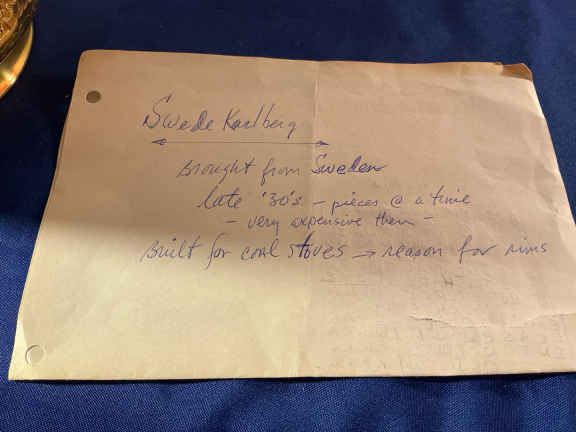 Swede Karlberg
Brought from Sweden
late '30's - pieces @ a time
- very expensive then -
Built for coal stoves → reason for rims